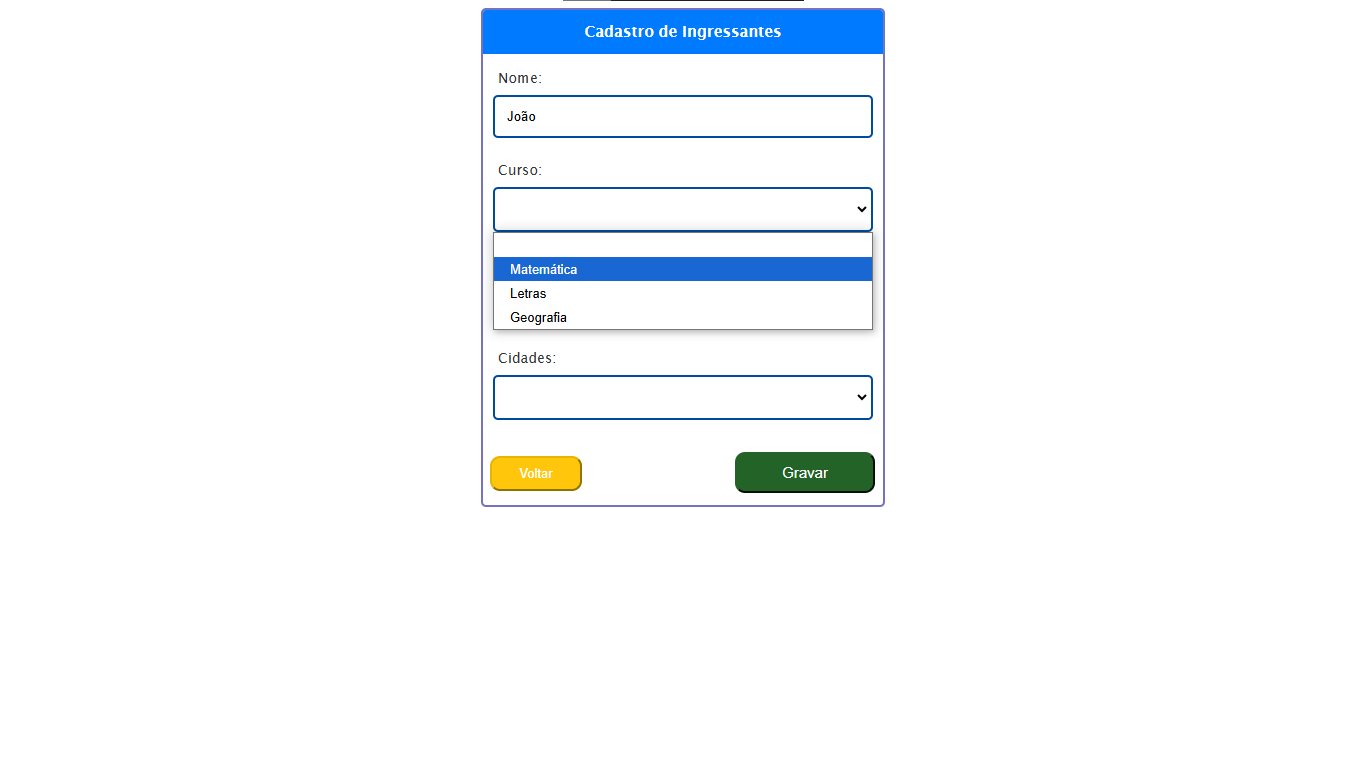 Cadastro de Ingressantes
Nome:
João
Curso:
Matemática
Letras
Geografia
Cidades:
Voltar
Gravar